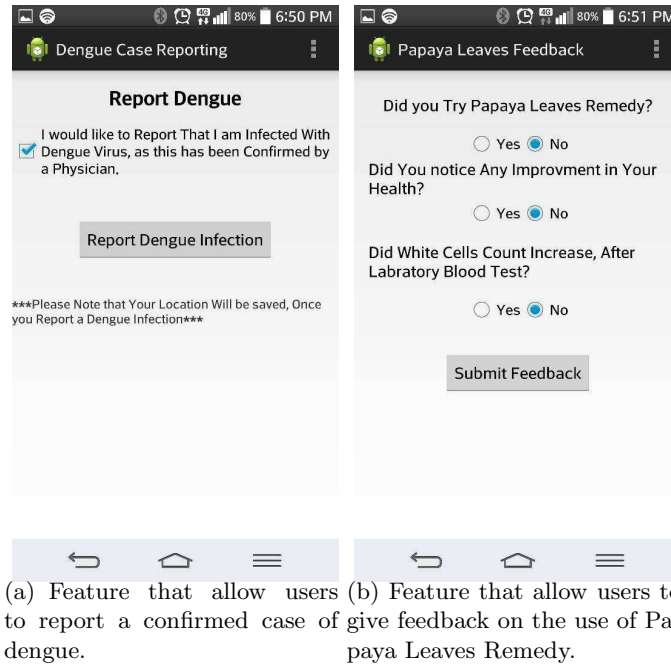 4G 80% 6:50 PM
Dengue Case Reporting
Report Dengue
I would like to Report That I am Infected With
Dengue Virus, as this has been Confirmed by
a Physician.
Report Dengue Infection
***Please Note that Your Location Will be saved, Once
you Report a Dengue Infection***
(a) Feature that allow users
to report a confirmed case of
dengue.
4G 80% 6:51 PM
Papaya Leaves Feedback
Did you Try Papaya Leaves Remedy?
Yes No
Did You notice Any Improvment in Your
Health?
Yes No
Did White Cells Count Increase, After
Labratory Blood Test?
Yes No
Submit Feedback
(b) Feature that allow users to
give feedback on the use of Pa
paya Leaves Remedy.